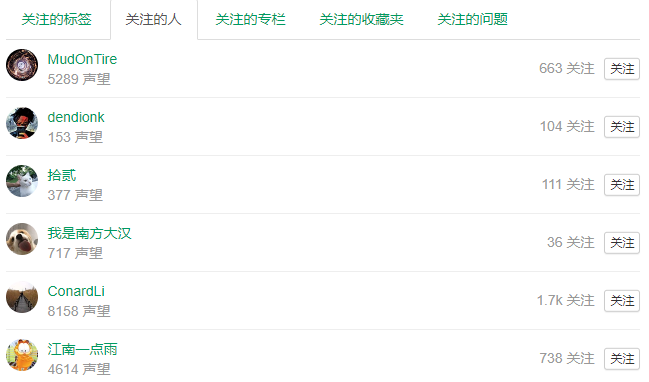 关注的标签 关注的人 关注的专栏 关注的收藏夹 关注的问题
MudOnTire
5289 声望
663 关注 关注
dendionk
153 声望
104 关注 关注
拾贰
377 声望
111 关注 关注
我是南方大汉
717 声望
36 关注 关注
ConardLi
8158 声望
1.7k 关注 关注
江南一点雨
4614 声望
738 关注 关注